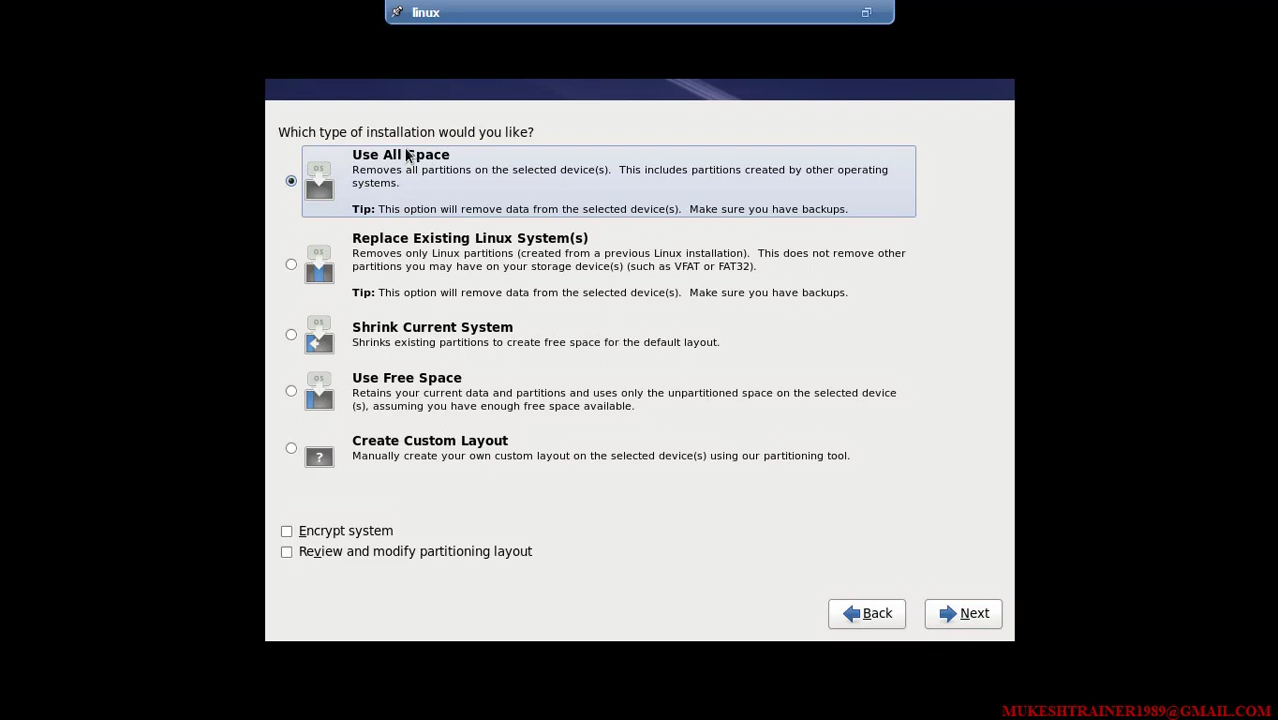 linux
Which type of installation would you like?
Use All Space
Removes all partitions on the selected device(s).  This includes partitions created by other operating
systems.
Tip: This option will remove data from the selected device(s).  Make sure you have backups.
Replace Existing Linux System(s)
Removes only Linux partitions (created from a previous Linux installation).  This does not remove other
partitions you may have on your storage device(s) (such as VFAT or FAT32).
Tip: This option will remove data from the selected device(s).  Make sure you have backups.
Shrink Current System
Shrinks existing partitions to create free space for the default layout.
Use Free Space
Retains your current data and partitions and uses only the unpartitioned space on the selected device
(s), assuming you have enough free space available.
Create Custom Layout
Manually create your own custom layout on the selected device(s) using our partitioning tool.
Encrypt system
Review and modify partitioning layout
Back
Next
MUKESHTRAINER1989@GMAIL.COM